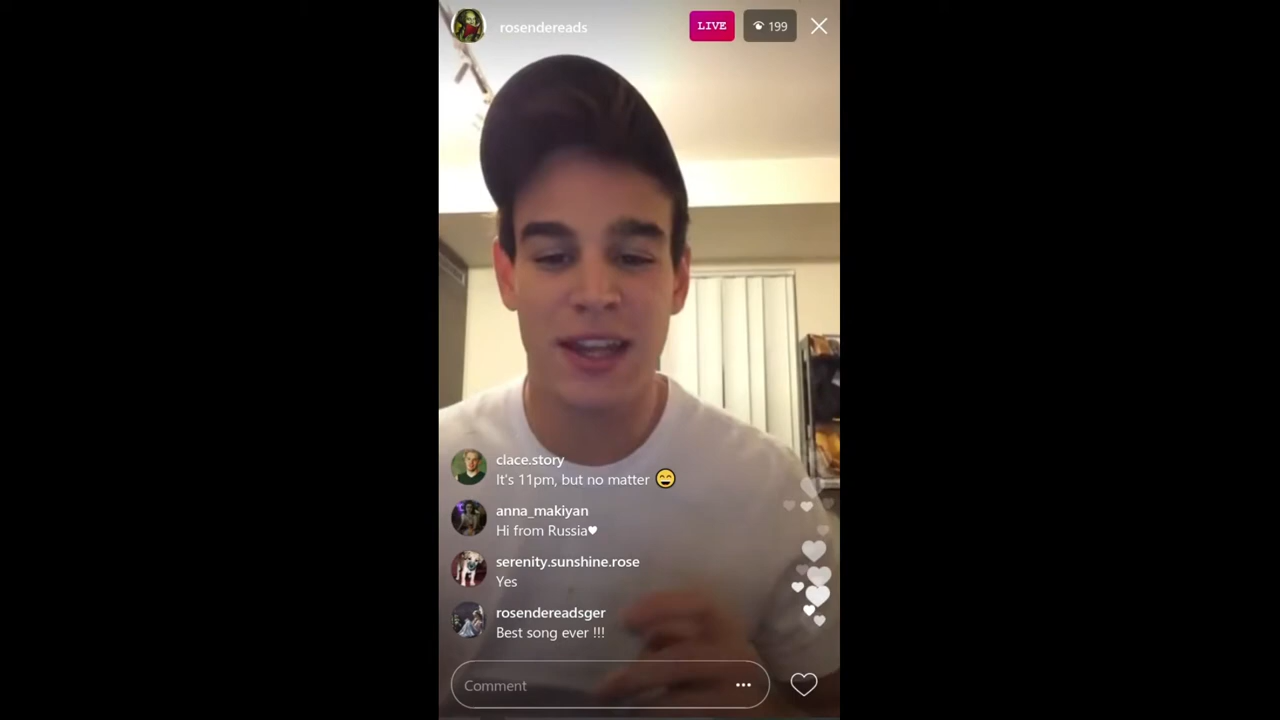 rosendereads
LIVE
199
clace.story
It's 11pm, but no matter 😄
anna_makiyan
Hi from Russia♥
serenity.sunshine.rose
Yes
rosendereadsger
Best song ever !!!
Comment